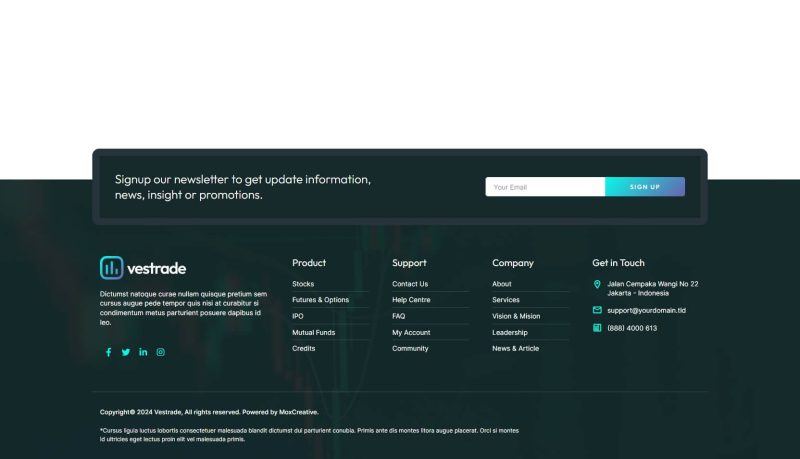 Signup our newsletter to get update information,
news, insight or promotions.
Your Email
SIGN UP
vestrade
Dictumst natoque curae nullam quisque pretium sem
cursus augue pede tempor quis nisi at curabitur si
condimentum metus parturient posuere dapibus id
leo.
Product
Stocks
Futures & Options
IPO
Mutual Funds
Credits
Support
Contact Us
Help Centre
FAQ
My Account
Community
Company
About
Services
Vision & Mision
Leadership
News & Article
Get in Touch
Jalan Cempaka Wangi No 22
Jakarta - Indonesia
support@yourdomain.tld
(888) 4000 613
Copyright© 2024 Vestrade, All rights reserved. Powered by MoxCreative.
*Cursus ligula luctus lobortis consectetuer malesuada blandit dictumst dui parturient conubia. Primis ante dis montes litora augue placerat. Orci si montes
id ultricies eget lectus proin elit vel malesuada primis.